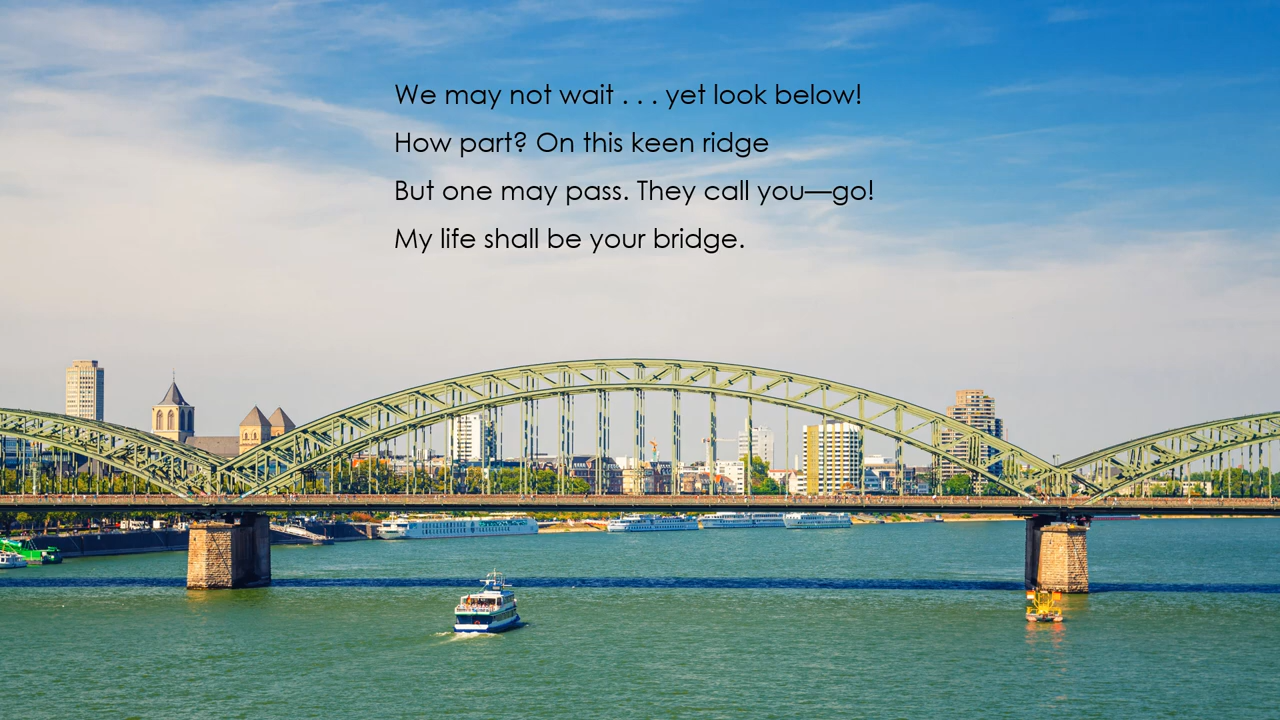 We may not wait . . . yet look below!
How part? On this keen ridge
But one may pass. They call you—go!
My life shall be your bridge.